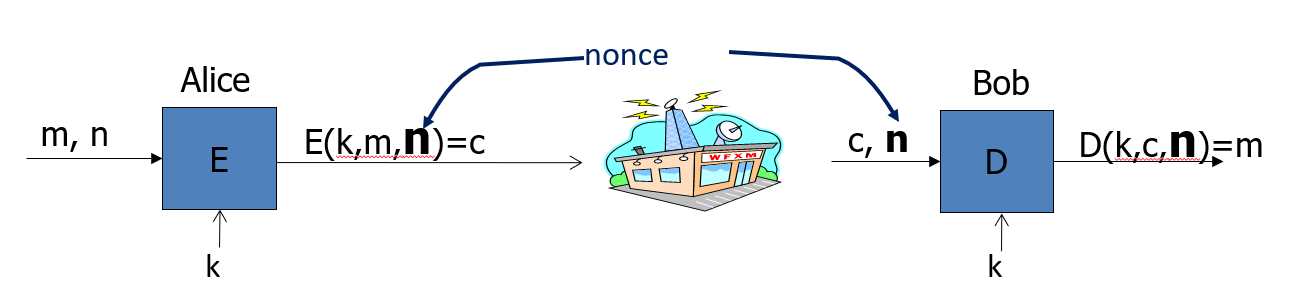 nonce
Alice
Bob
m, n
E
E(k,m,n)=c
WFXM
c, n
D
D(k,c,n)=m
k
k